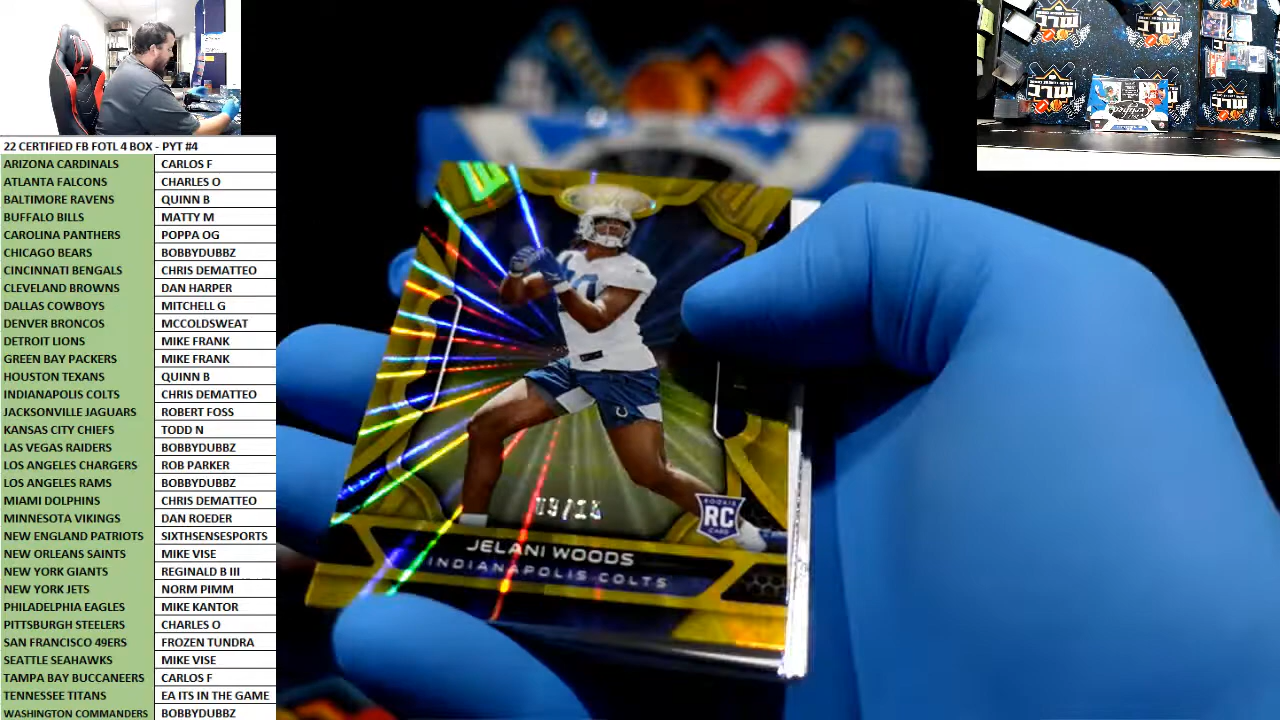 22 CERTIFIED FB FOTL 4 BOX - PYT #4
ARIZONA CARDINALS CARLOS F
ATLANTA FALCONS CHARLES O
BALTIMORE RAVENS QUINN B
BUFFALO BILLS MATTY M
CAROLINA PANTHERS POPPA OG
CHICAGO BEARS BOBBYDUBBZ
CINCINNATI BENGALS CHRIS DEMATTEO
CLEVELAND BROWNS DAN HARPER
DALLAS COWBOYS MITCHELL G
DENVER BRONCOS MCCOLDSWEAT
DETROIT LIONS MIKE FRANK
GREEN BAY PACKERS MIKE FRANK
HOUSTON TEXANS QUINN B
INDIANAPOLIS COLTS CHRIS DEMATTEO
JACKSONVILLE JAGUARS ROBERT FOSS
KANSAS CITY CHIEFS TODD N
LAS VEGAS RAIDERS BOBBYDUBBZ
LOS ANGELES CHARGERS ROB PARKER
LOS ANGELES RAMS BOBBYDUBBZ
MIAMI DOLPHINS CHRIS DEMATTEO
MINNESOTA VIKINGS DAN ROEDER
NEW ENGLAND PATRIOTS SIXTHSENSESPORTS
NEW ORLEANS SAINTS MIKE VISE
NEW YORK GIANTS REGINALD B III
NEW YORK JETS NORM PIMM
PHILADELPHIA EAGLES MIKE KANTOR
PITTSBURGH STEELERS CHARLES O
SAN FRANCISCO 49ERS FROZEN TUNDRA
SEATTLE SEAHAWKS MIKE VISE
TAMPA BAY BUCCANEERS CARLOS F
TENNESSEE TITANS EA ITS IN THE GAME
WASHINGTON COMMANDERS BOBBYDUBBZ
ROOKIE
RC
CARD
JELANI WOODS
INDIANAPOLIS COLTS